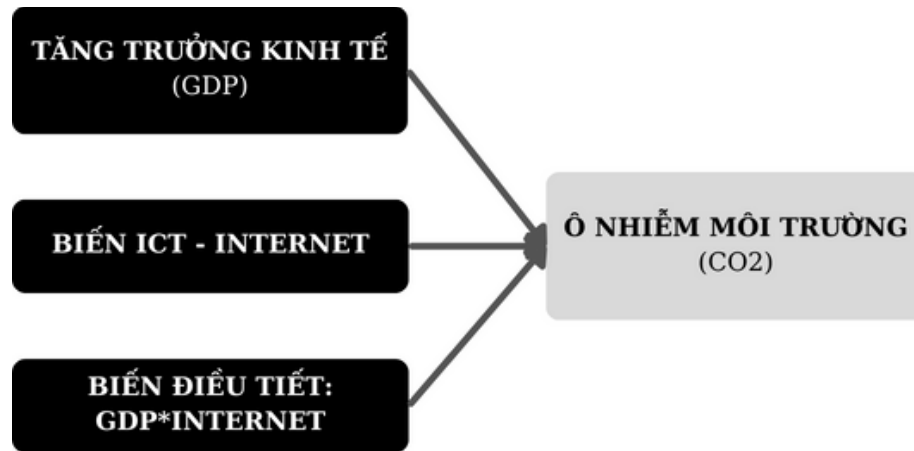 TĂNG TRƯỞNG KINH TẾ
(GDP)
BIẾN ICT - INTERNET
BIẾN ĐIỀU TIẾT:
GDP*INTERNET
Ô NHIỄM MÔI TRƯỜNG
(CO2)